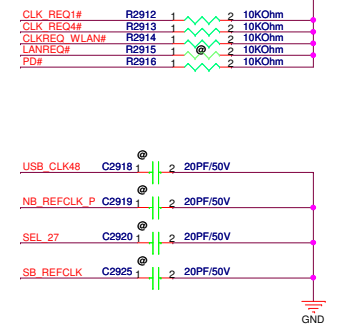 CLK_REQ1# R2912 1 2 10KOhm
CLK_REQ4# R2913 1 2 10KOhm
CLKREQ_WLAN# R2914 1 2 10KOhm
LANREQ# R2915 1 @ 2 10KOhm
PD# R2916 1 2 10KOhm
@
USB_CLK48 C2918 1 2 20PF/50V
@
NB_REFCLK_P C2919 1 2 20PF/50V
@
SEL_27 C2920 1 2 20PF/50V
@
SB_REFCLK C2925 1 2 20PF/50V
GND